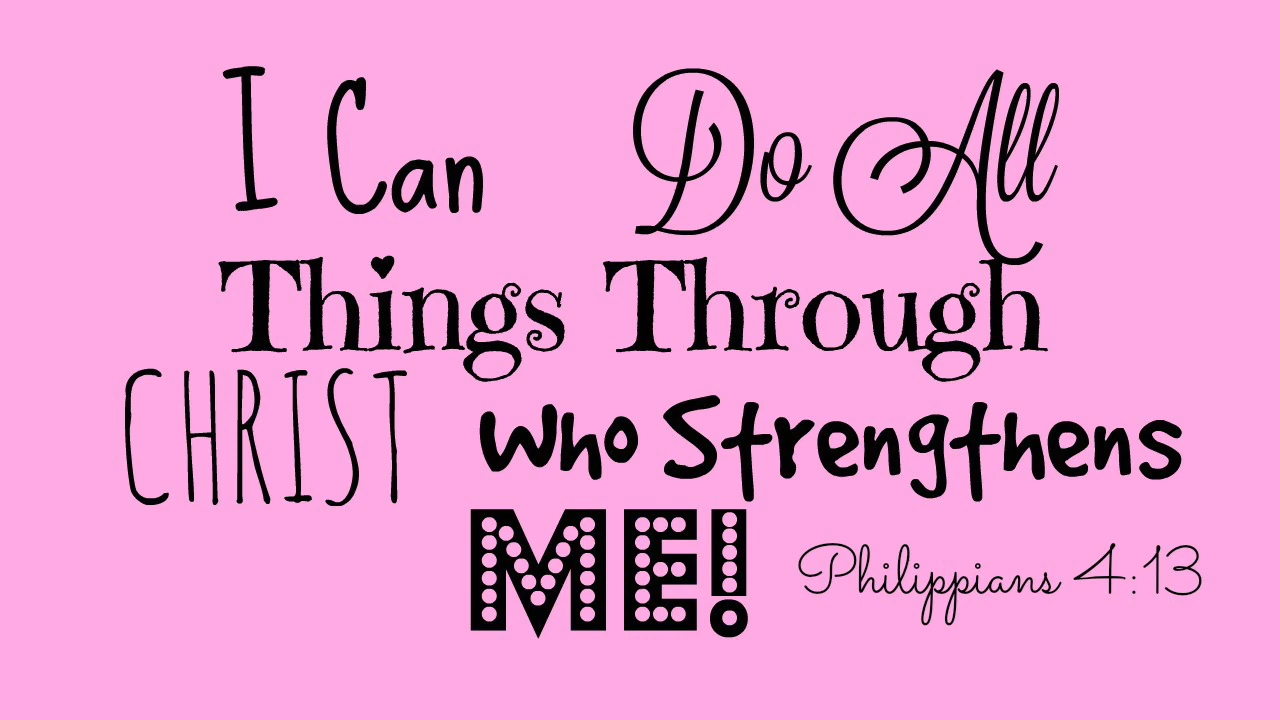 I Can Do All
Things Through
CHRIST Who Strengthens
ME! Philippians 4:13